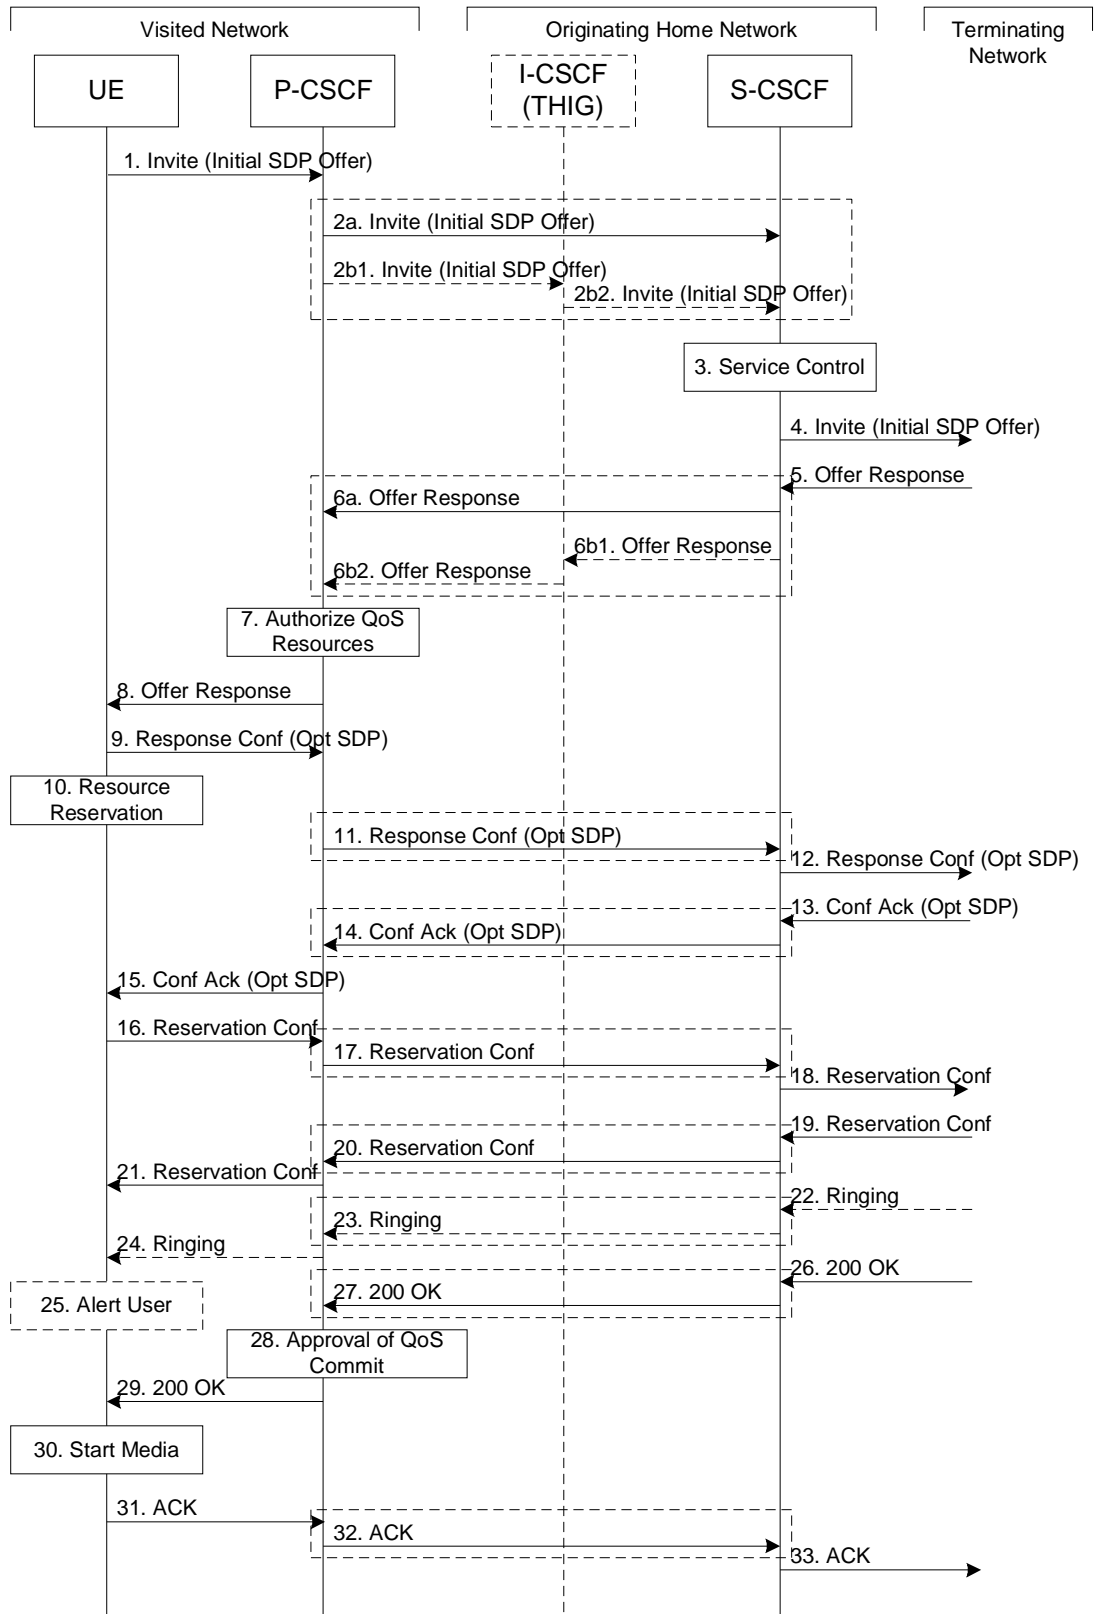 Visited Network
Originating Home Network
Terminating
Network
UE
P-CSCF
I-CSCF
(THIG)
S-CSCF
1. Invite (Initial SDP Offer)
2a. Invite (Initial SDP Offer)
2b1. Invite (Initial SDP Offer)
2b2. Invite (Initial SDP Offer)
3. Service Control
4. Invite (Initial SDP Offer)
5. Offer Response
6a. Offer Response
6b1. Offer Response
6b2. Offer Response
7. Authorize QoS
Resources
8. Offer Response
9. Response Conf (Opt SDP)
10. Resource
Reservation
11. Response Conf (Opt SDP)
12. Response Conf (Opt SDP)
13. Conf Ack (Opt SDP)
14. Conf Ack (Opt SDP)
15. Conf Ack (Opt SDP)
16. Reservation Conf
17. Reservation Conf
18. Reservation Conf
19. Reservation Conf
20. Reservation Conf
21. Reservation Conf
22. Ringing
23. Ringing
24. Ringing
25. Alert User
26. 200 OK
27. 200 OK
28. Approval of QoS
Commit
29. 200 OK
30. Start Media
31. ACK
32. ACK
33. ACK